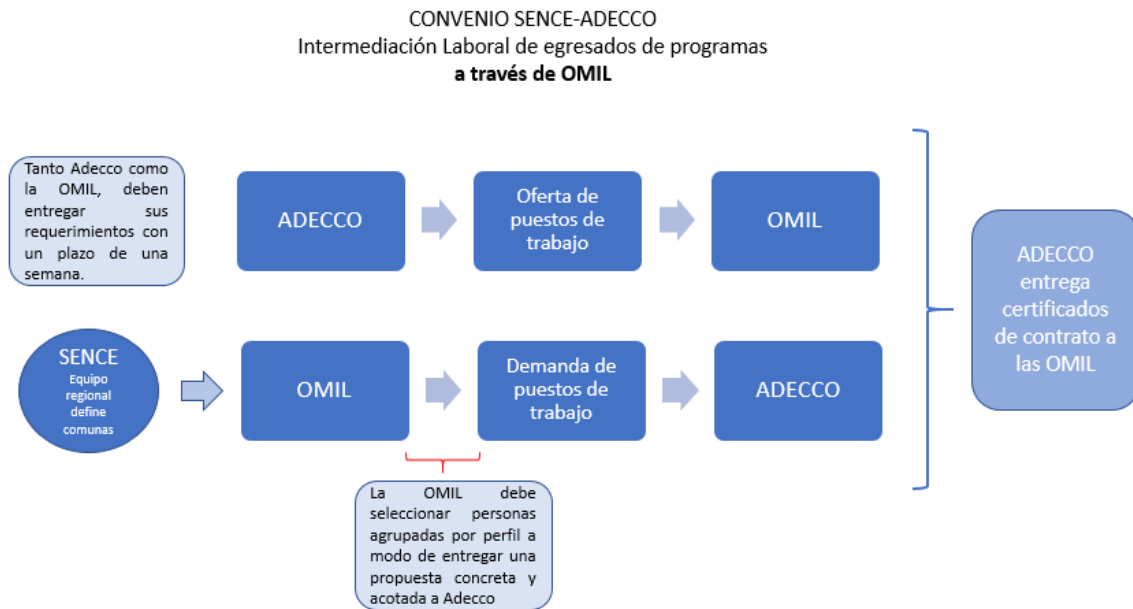 CONVENIO SENCE-ADECCO
Intermediación Laboral de egresados de programas
a través de OMIL
Tanto Adecco como
la OMIL, deben
entregar sus
requerimientos con
un plazo de una
semana.
ADECCO
Oferta de
puestos de
trabajo
OMIL
SENCE
Equipo
regional
define
comunas
OMIL
Demanda de
puestos de
trabajo
ADECCO
La OMIL debe
seleccionar personas
agrupadas por perfil a
modo de entregar una
propuesta concreta y
acotada a Adecco
ADECCO
entrega
certificados
de contrato a
las OMIL